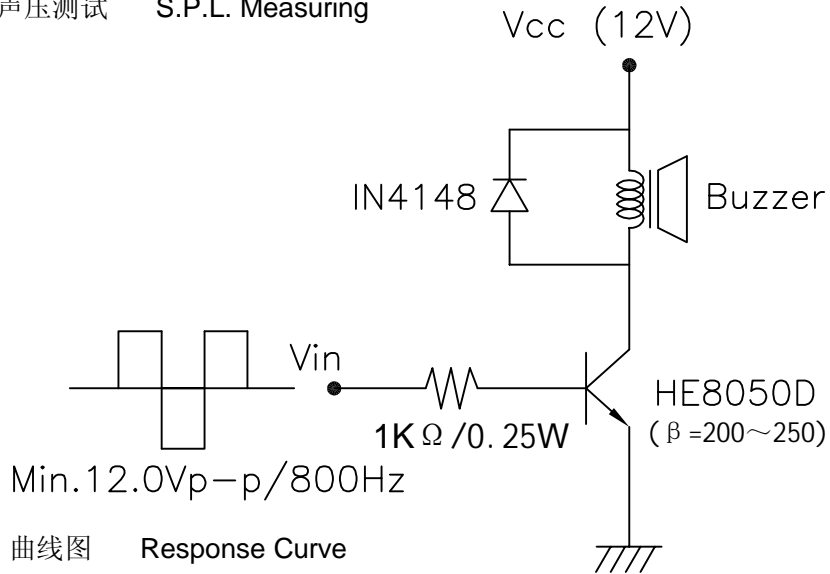 声压测试 S.P.L. Measuring
Vcc (12V)
IN4148
Buzzer
Vin
HE8050D
1KΩ/0.25W
(β=200~250)
Min.12.0Vp-p/800Hz
曲线图 Response Curve